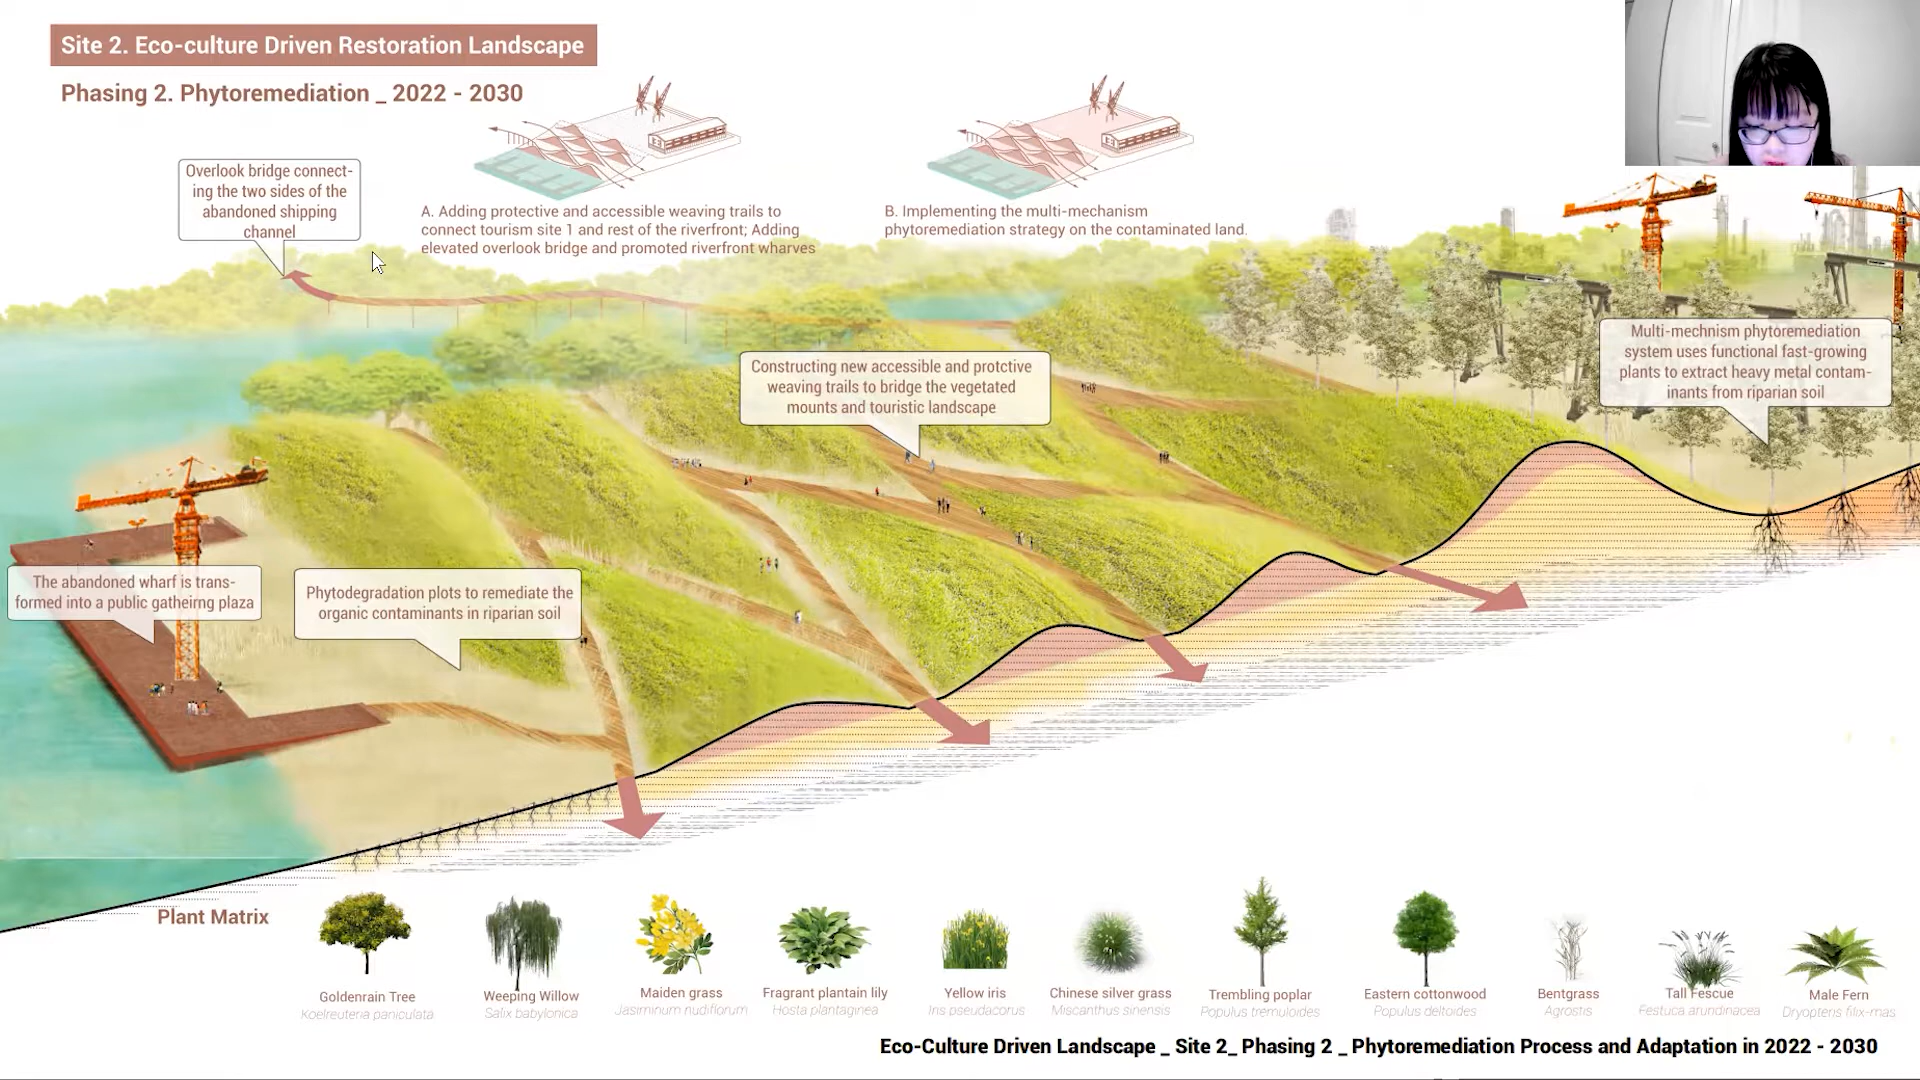 Site 2. Eco-culture Driven Restoration Landscape
Phasing 2. Phytoremediation _ 2022 - 2030
Overlook bridge connect-
ing the two sides of the
abandoned shipping
channel
A. Adding protective and accessible weaving trails to
connect tourism site 1 and rest of the riverfront; Adding
elevated overlook bridge and promoted riverfront wharves
B. Implementing the multi-mechanism
phytoremediation strategy on the contaminated land.
Multi-mechnism phytoremediation
system uses functional fast-growing
plants to extract heavy metal contam-
inants from riparian soil
Constructing new accessible and protctive
weaving trails to bridge the vegetated
mounts and touristic landscape
The abandoned wharf is trans-
formed into a public gatheirng plaza
Phytodegradation plots to remediate the
organic contaminants in riparian soil
Plant Matrix
Goldenrain Tree
Koelreuteria paniculata
Weeping Willow
Salix babylonica
Maiden grass
Jasiminum nudiflorum
Fragrant plantain lily
Hosta plantaginea
Yellow iris
Iris pseudacorus
Chinese silver grass
Miscanthus sinensis
Trembling poplar
Populus tremuloides
Eastern cottonwood
Populus deltoides
Bentgrass
Agrostis
Tall Fescue
Festuca arundinacea
Male Fern
Dryopteris filix-mas
Eco-Culture Driven Landscape _ Site 2_ Phasing 2 _ Phytoremediation Process and Adaptation in 2022 - 2030